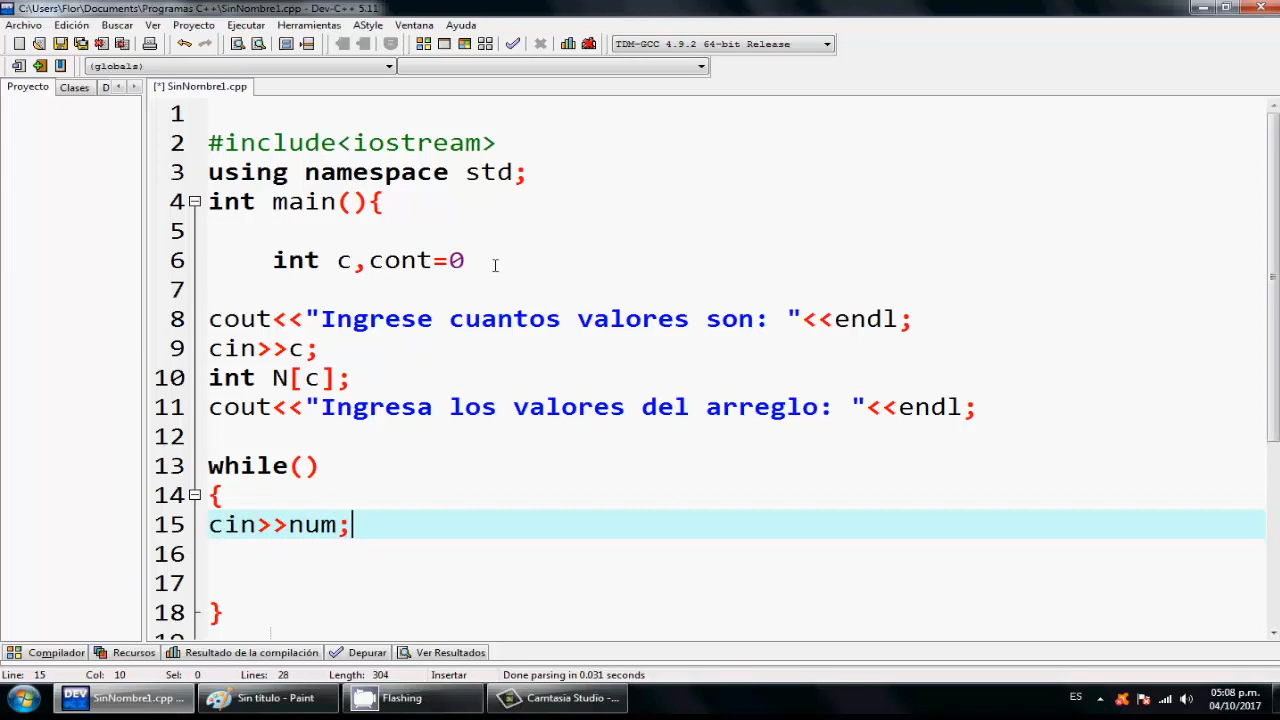 C:\Users\Flor\Documents\Programas C++\SinNombre1.cpp - Dev-C++ 5.11
Archivo Edición Buscar Ver Proyecto Ejecutar Herramientas AStyle Ventana Ayuda
TDM-GCC 4.9.2 64-bit Release
(globals)
Proyecto Clases D [*] SinNombre1.cpp
1
2 #include<iostream>
3 using namespace std;
4 int main(){
5
6 int c,cont=0
7
8 cout<<"Ingrese cuantos valores son: "<<endl;
9 cin>>c;
10 int N[c];
11 cout<<"Ingresa los valores del arreglo: "<<endl;
12
13 while()
14 {
15 cin>>num;
16
17
18 }
Compilador Recursos Resultado de la compilación Depurar Ver Resultados
Line: 15 Col: 10 Sel: 0 Lines: 28 Length: 304 Insertar Done parsing in 0.031 seconds
DEV SinNombre1.cpp ... Sin título - Paint Flashing Camtasia Studio -... ES 05:08 p.m.
04/10/2017